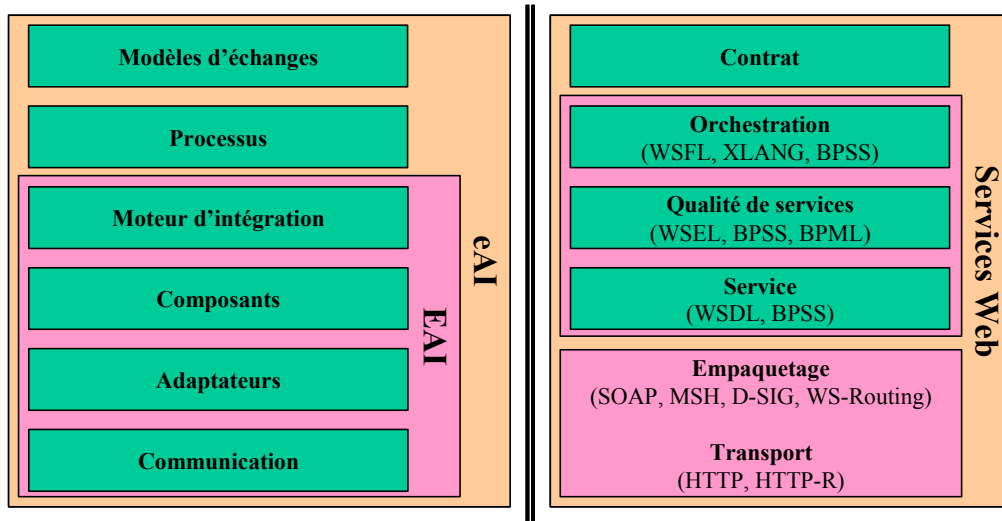 Modèles d'échanges
Processus
Moteur d'intégration
Composants
Adaptateurs
Communication
EAI
eAI
Contrat
Orchestration
(WSFL, XLANG, BPSS)
Qualité de services
(WSEL, BPSS, BPML)
Service
(WSDL, BPSS)
Empaquetage
(SOAP, MSH, D-SIG, WS-Routing)
Transport
(HTTP, HTTP-R)
Services Web